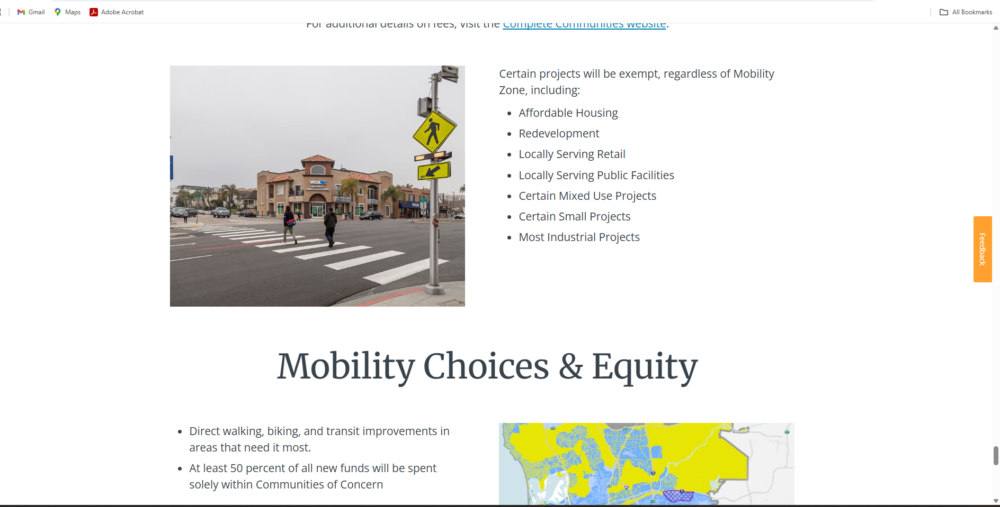 Gmail
Maps
Adobe Acrobat
All Bookmarks
For additional details on fees, visit the Complete Communities website.
Certain projects will be exempt, regardless of Mobility
Zone, including:
• Affordable Housing
• Redevelopment
• Locally Serving Retail
• Locally Serving Public Facilities
• Certain Mixed Use Projects
• Certain Small Projects
• Most Industrial Projects
VCA
HILLCREST
ANIMAL HOSPITAL
Feedback
Mobility Choices & Equity
• Direct walking, biking, and transit improvements in
areas that need it most.
• At least 50 percent of all new funds will be spent
solely within Communities of Concern